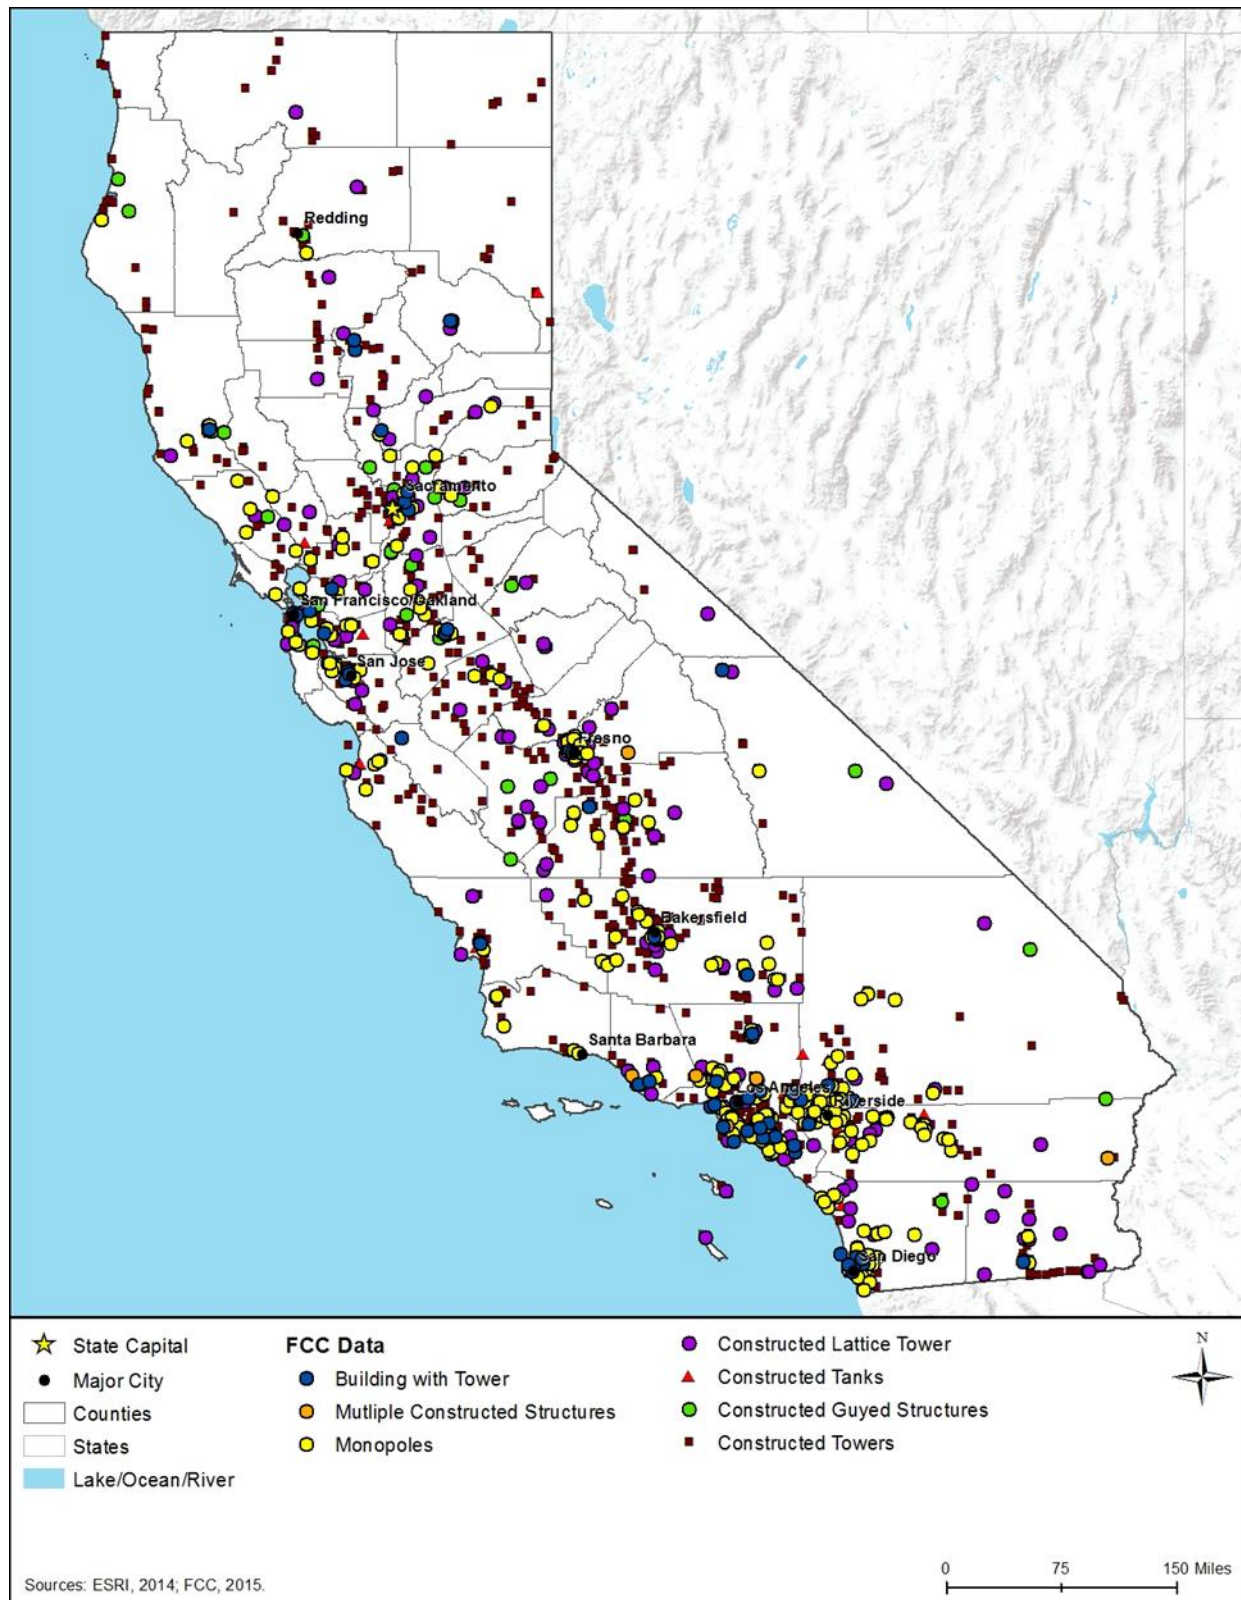 Redding
Sacramento
San Francisco/Oakland
San Jose
Fresno
Bakersfield
Santa Barbara
Los Angeles
Riverside
San Diego
State Capital
Major City
Counties
States
Lake/Ocean/River
FCC Data
Building with Tower
Mutliple Constructed Structures
Monopoles
Constructed Lattice Tower
Constructed Tanks
Constructed Guyed Structures
Constructed Towers
N
Sources: ESRI, 2014; FCC, 2015.
0 75 150 Miles